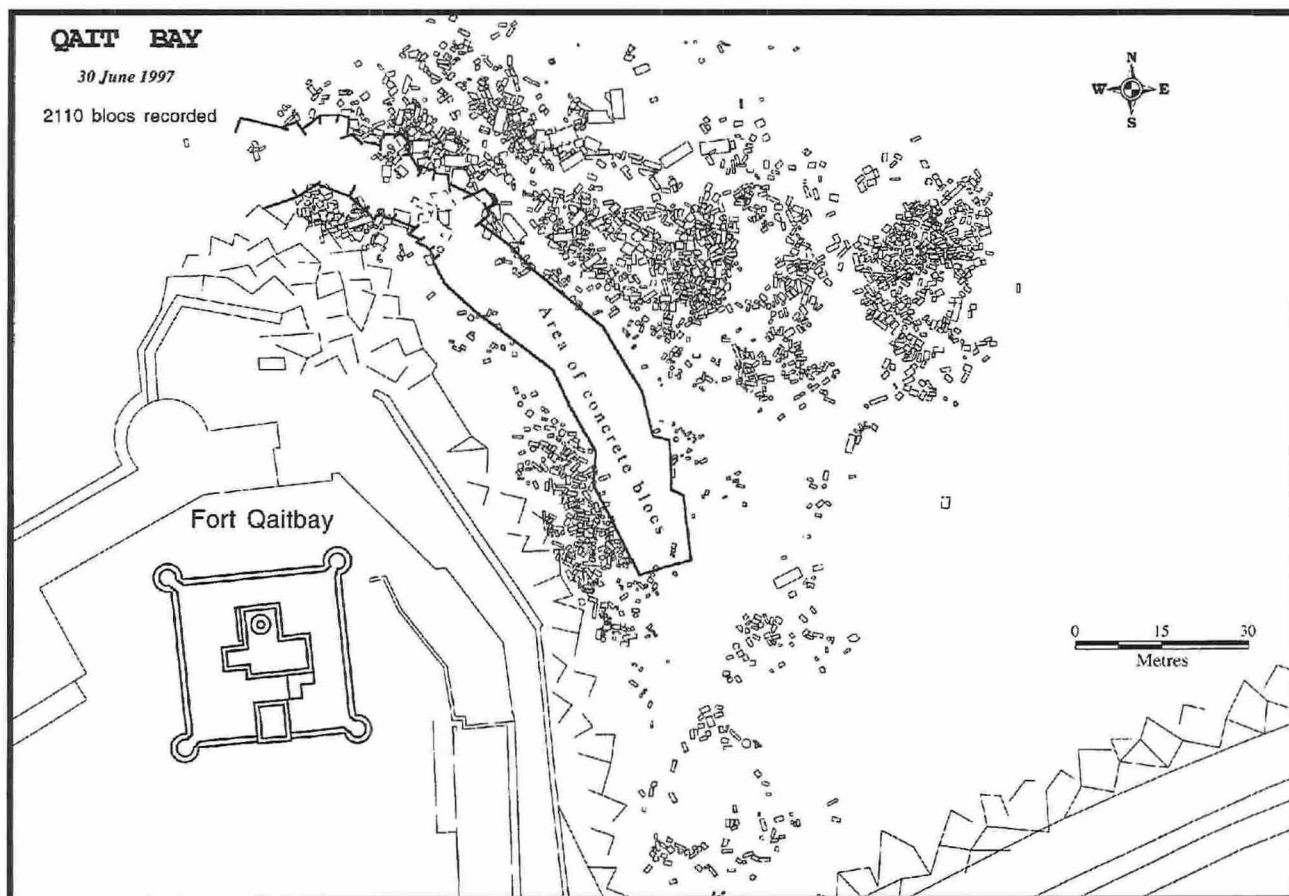 QAIT BAY
30 June 1997
2110 blocs recorded
N
W E
S
Area of concrete blocs
Fort Qaitbay
0 15 30
Metres